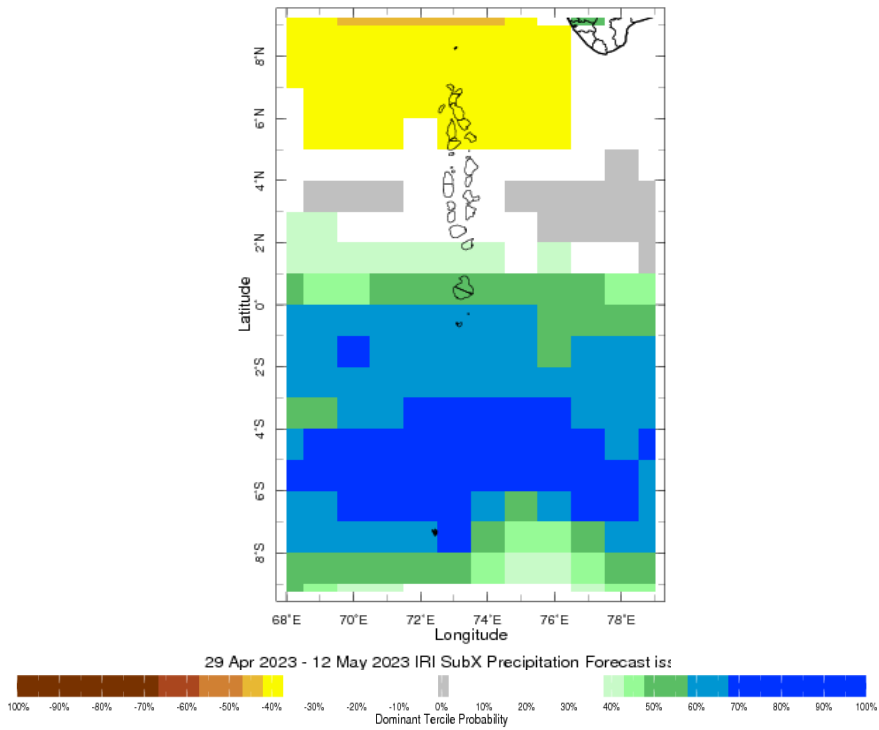 8°N
6°N
4°N
2°N
0°
2°S
4°S
6°S
8°S
Latitude
68°E 70°E 72°E 74°E 76°E 78°E
Longitude
29 Apr 2023 - 12 May 2023 IRI SubX Precipitation Forecast iss
100% -90% -80% -70% -60% -50% -40% -30% -20% -10% -0% 10% 20% 30% 40% 50% 60% 70% 80% 90% 100%
Dominant Tercile Probability